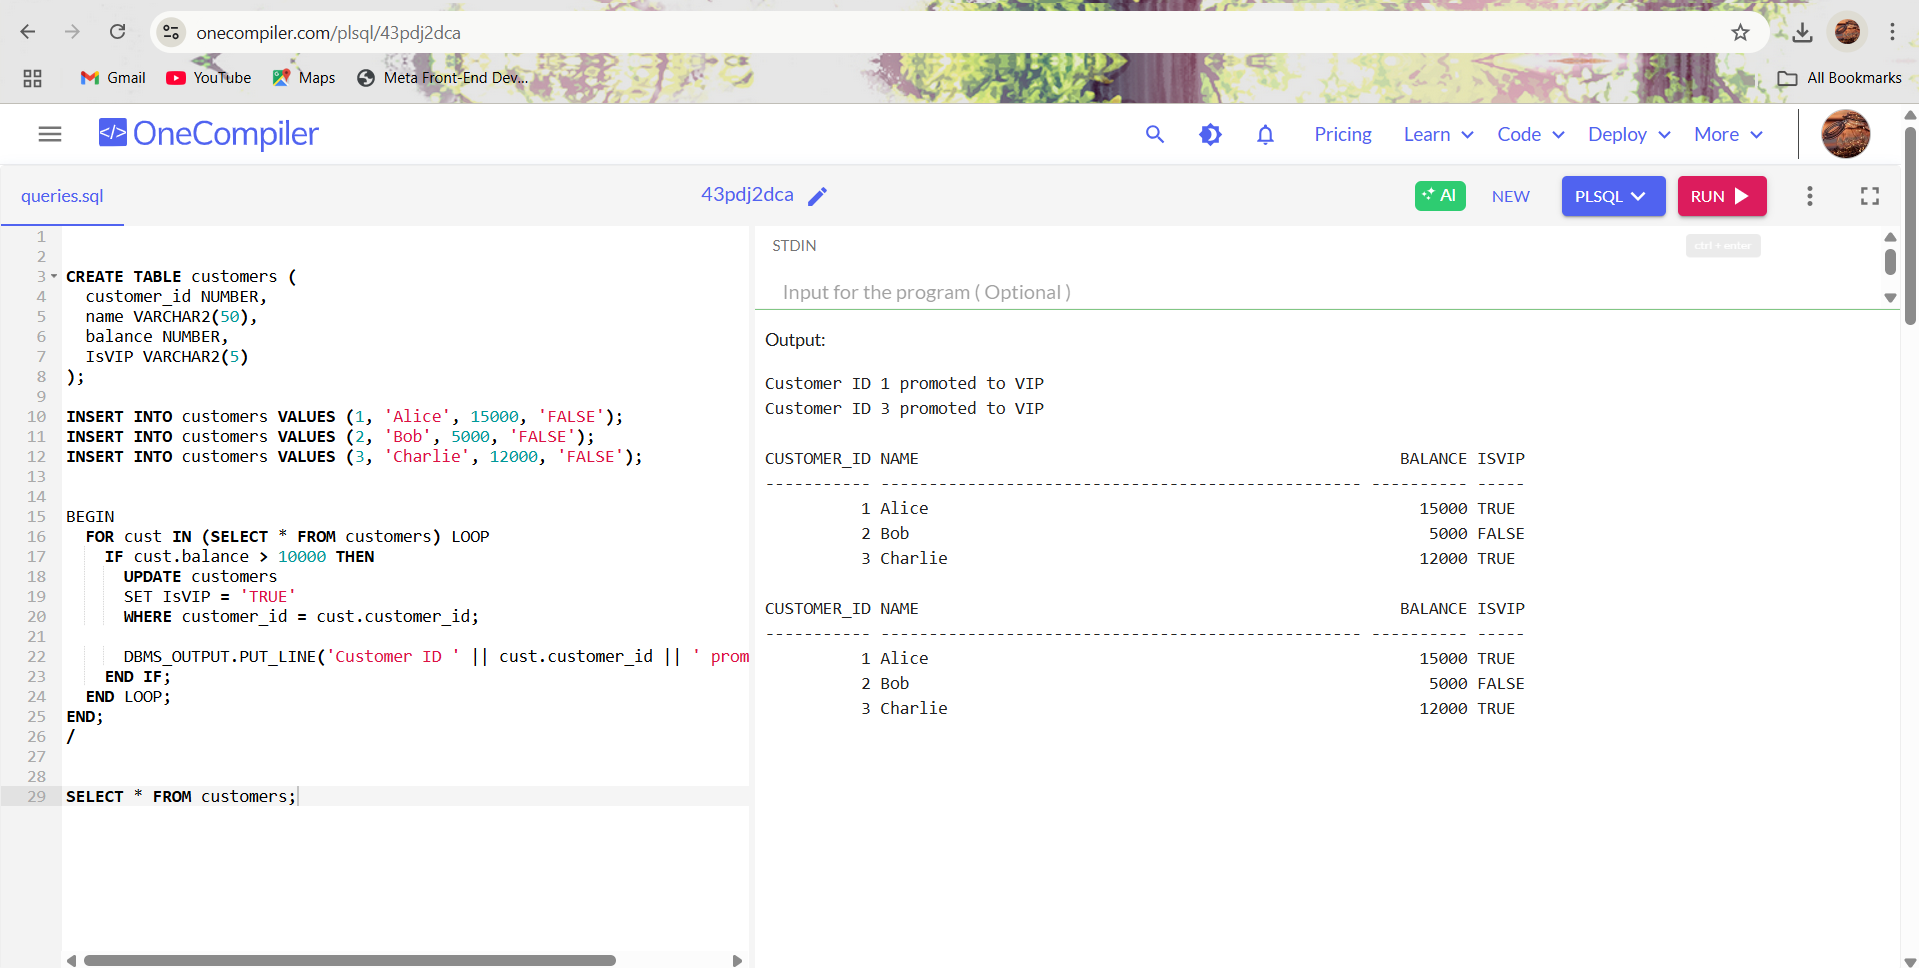 onecompiler.com/plsql/43pdj2dca
Gmail
YouTube
Maps
Meta Front-End Dev...
All Bookmarks
</> OneCompiler
Pricing
Learn
Code
Deploy
More
queries.sql
43pdj2dca
AI
NEW
PLSQL
RUN
ctrl + enter
1
2
3 CREATE TABLE customers (
4   customer_id NUMBER,
5   name VARCHAR2(50),
6   balance NUMBER,
7   IsVIP VARCHAR2(5)
8 );
9
10 INSERT INTO customers VALUES (1, 'Alice', 15000, 'FALSE');
11 INSERT INTO customers VALUES (2, 'Bob', 5000, 'FALSE');
12 INSERT INTO customers VALUES (3, 'Charlie', 12000, 'FALSE');
13
14
15 BEGIN
16   FOR cust IN (SELECT * FROM customers) LOOP
17     IF cust.balance > 10000 THEN
18       UPDATE customers
19       SET IsVIP = 'TRUE'
20       WHERE customer_id = cust.customer_id;
21
22       DBMS_OUTPUT.PUT_LINE('Customer ID ' || cust.customer_id || ' prom
23     END IF;
24   END LOOP;
25 END;
26 /
27
28
29 SELECT * FROM customers;
STDIN
Input for the program ( Optional )
Output:
Customer ID 1 promoted to VIP
Customer ID 3 promoted to VIP
CUSTOMER_ID NAME                                                  BALANCE ISVIP
----------- -------------------------------------------------- ---------- -----
          1 Alice                                                   15000 TRUE
          2 Bob                                                      5000 FALSE
          3 Charlie                                                 12000 TRUE
CUSTOMER_ID NAME                                                  BALANCE ISVIP
----------- -------------------------------------------------- ---------- -----
          1 Alice                                                   15000 TRUE
          2 Bob                                                      5000 FALSE
          3 Charlie                                                 12000 TRUE